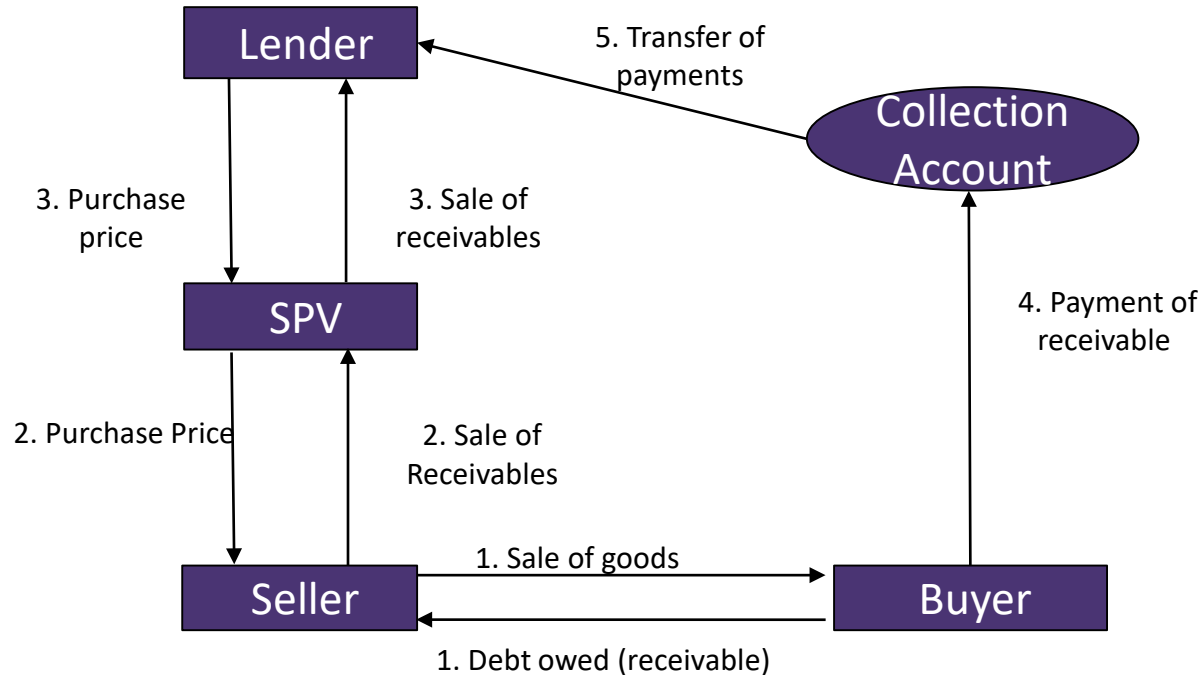 Lender
5. Transfer of
payments
Collection
Account
3. Purchase
price
3. Sale of
receivables
SPV
4. Payment of
receivable
2. Purchase Price
2. Sale of
Receivables
1. Sale of goods
Seller
Buyer
1. Debt owed (receivable)